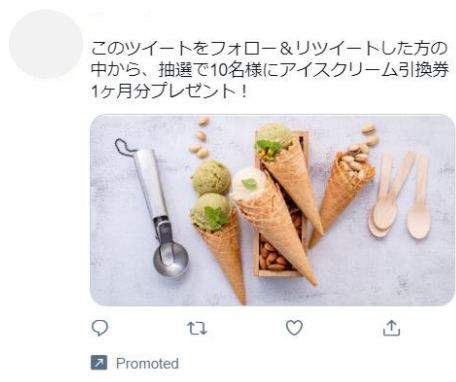 このツイートをフォロー＆リツイートした方の
中から、抽選で10名様にアイスクリーム引換券
1ヶ月分プレゼント！
Promoted